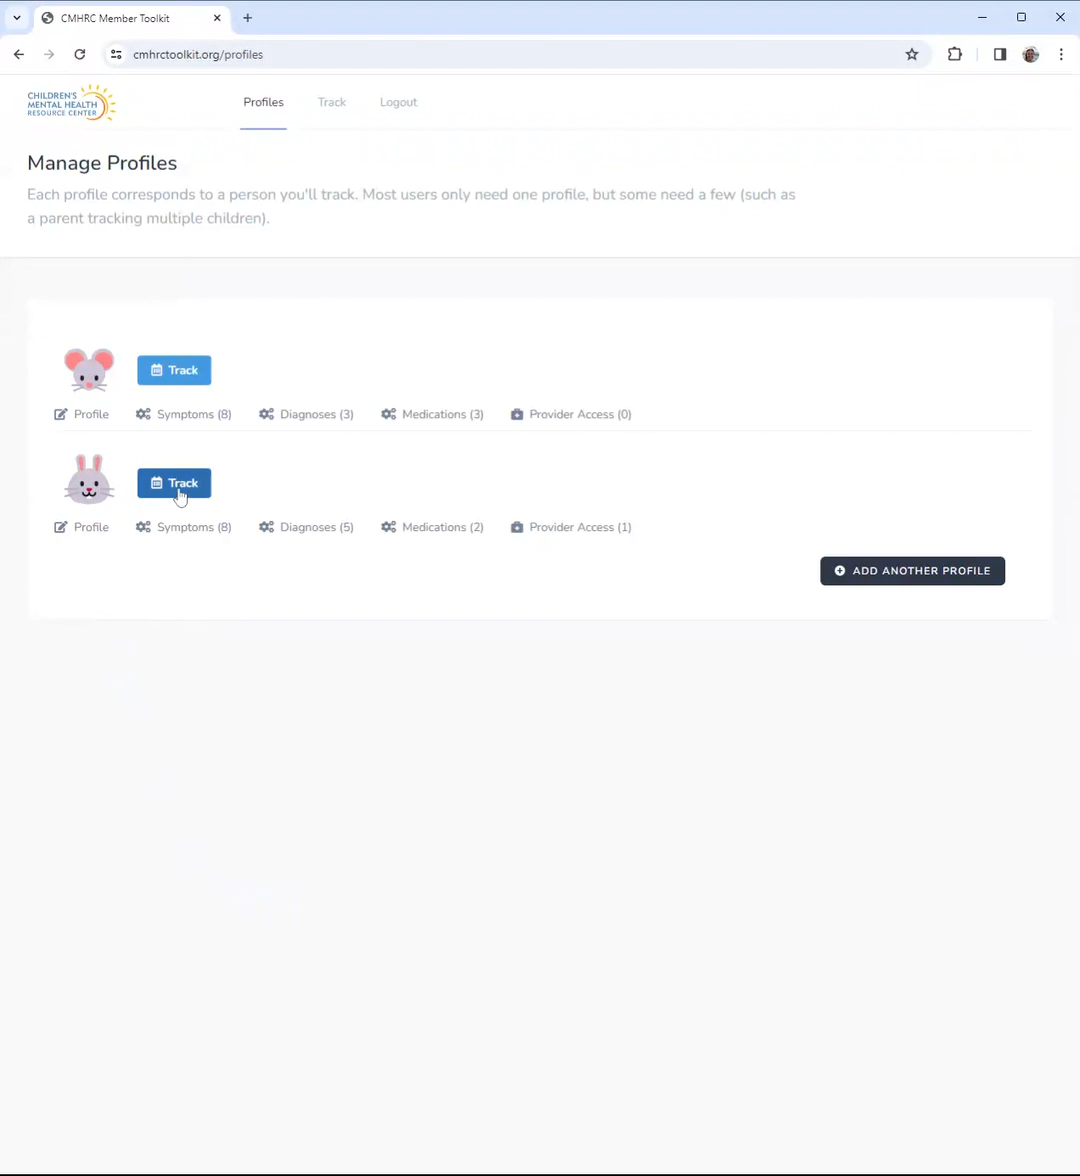 CMHRC Member Toolkit
cmhrctoolkit.org/profiles
CHILDREN'S
MENTAL HEALTH
RESOURCE CENTER
Profiles Track Logout
Manage Profiles
Each profile corresponds to a person you'll track. Most users only need one profile, but some need a few (such as
a parent tracking multiple children).
Track
Profile Symptoms (8) Diagnoses (3) Medications (3) Provider Access (0)
Track
Profile Symptoms (8) Diagnoses (5) Medications (2) Provider Access (1)
ADD ANOTHER PROFILE